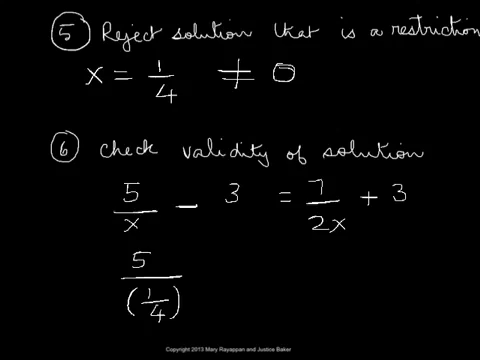 ⑤ Reject solution that is a restriction
x = 1/4 ≠ 0
⑥ Check validity of solution
5/x - 3 = 7/2x + 3
5/(1/4)
Copyright 2013 Mary Rayappan and Justice Baker